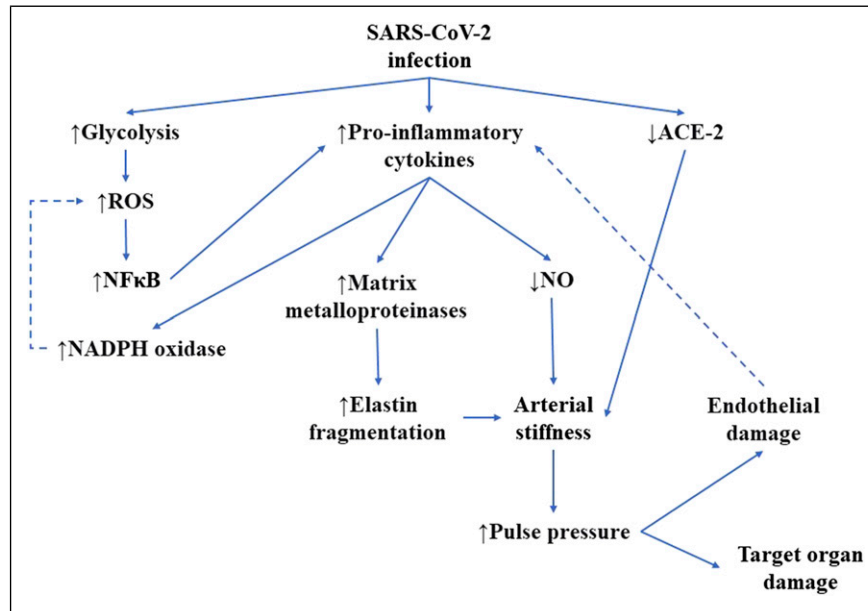 SARS-CoV-2
infection
↑Glycolysis
↑Pro-inflammatory
cytokines
↓ACE-2
↑ROS
↑NFκB
↑Matrix
metalloproteinases
↓NO
↑NADPH oxidase
↑Elastin
fragmentation
Arterial
stiffness
Endothelial
damage
↑Pulse pressure
Target organ
damage